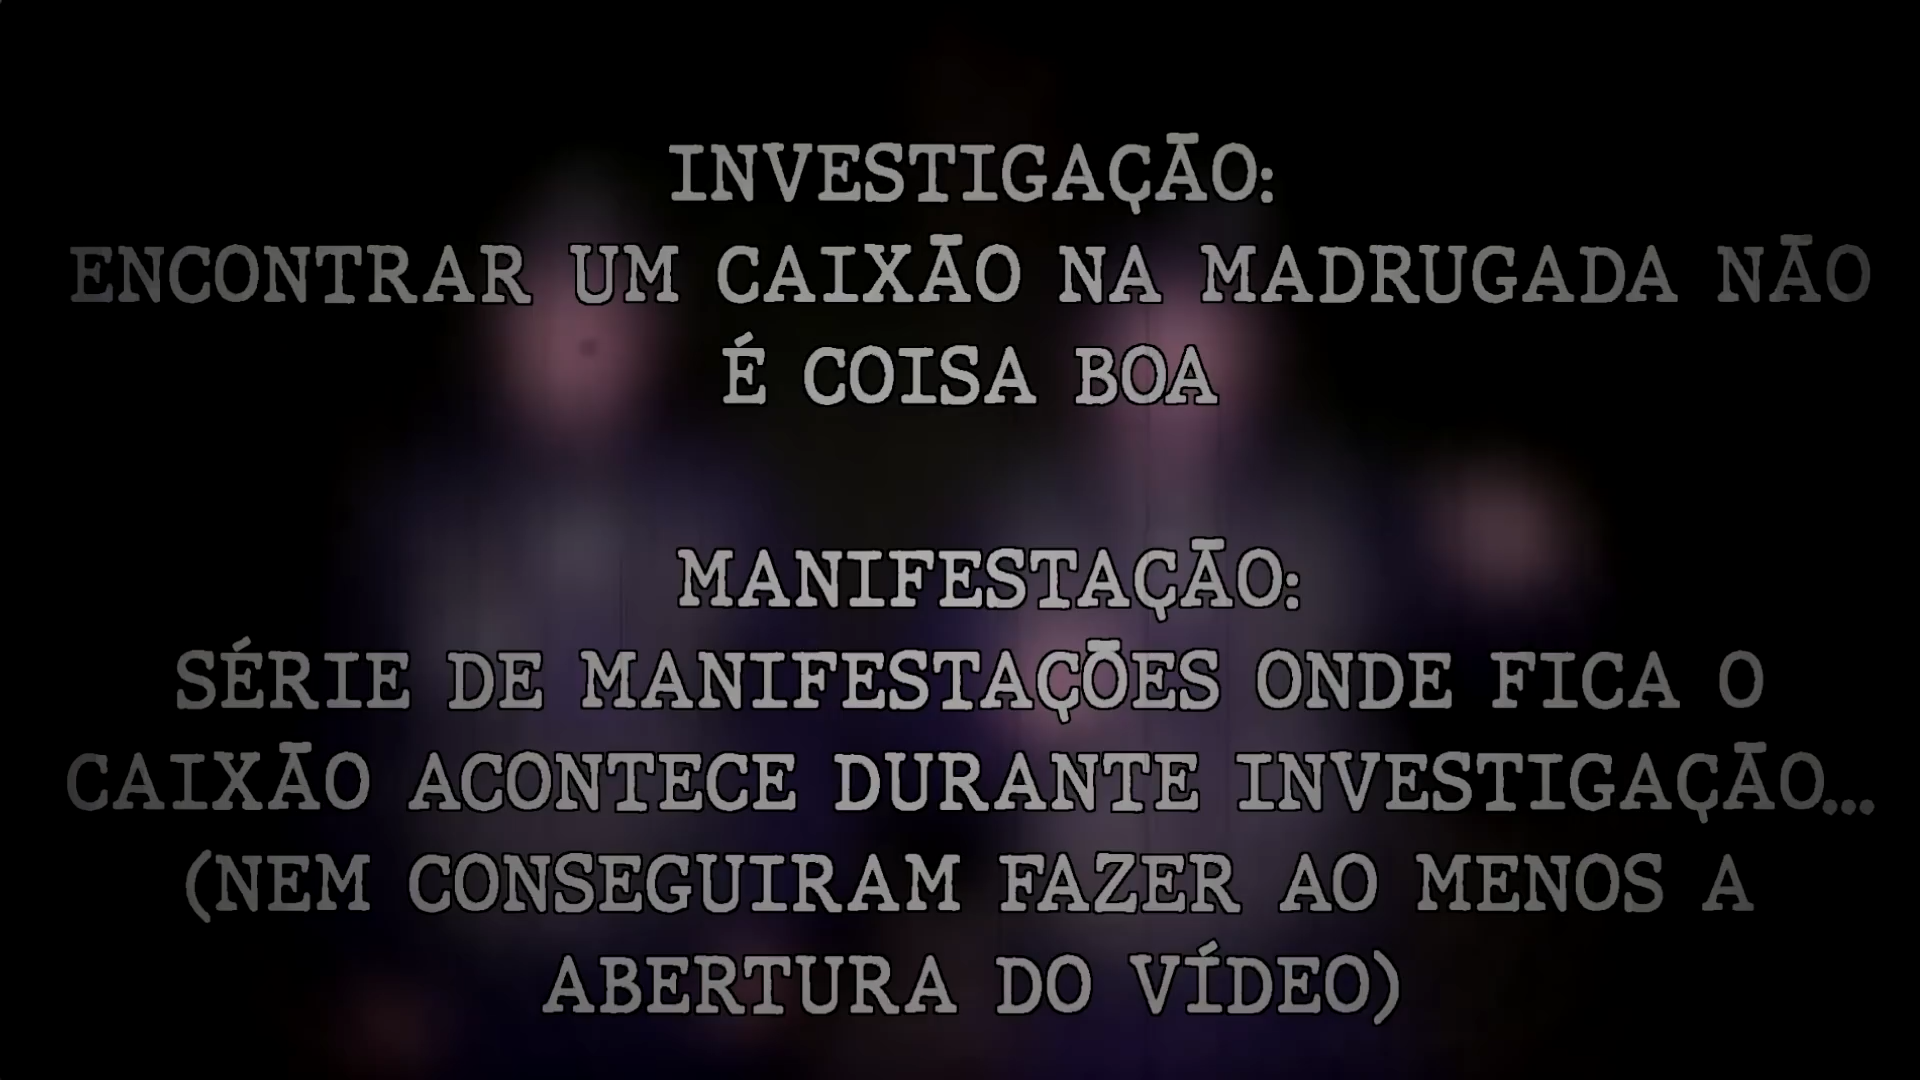 INVESTIGAÇÃO:
ENCONTRAR UM CAIXÃO NA MADRUGADA NÃO
É COISA BOA
MANIFESTAÇÃO:
SÉRIE DE MANIFESTAÇÕES ONDE FICA O
CAIXÃO ACONTECE DURANTE INVESTIGAÇÃO...
(NEM CONSEGUIRAM FAZER AO MENOS A
ABERTURA DO VÍDEO)